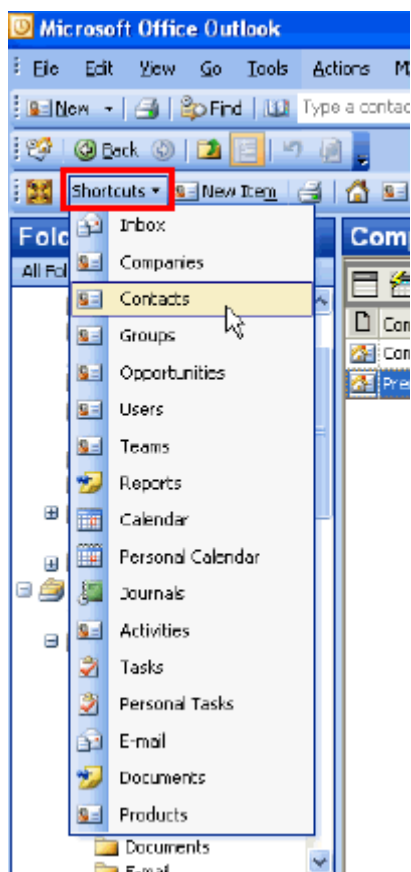 Microsoft Office Outlook
File Edit View Go Tools Actions
New Find Type a contac
Back
Shortcuts New Item
Inbox
Companies
All Fol
Contacts
Groups
Opportunities
Users
Teams
Reports
Calendar
Personal Calendar
Journals
Activities
Tasks
Personal Tasks
E-mail
Documents
Products
Documents
E-mail